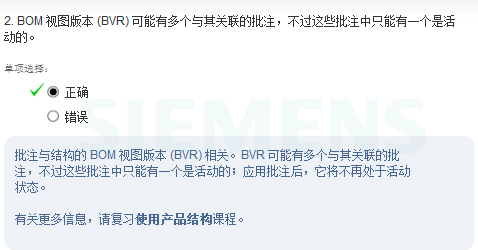 2. BOM 视图版本 (BVR) 可能有多个与其关联的批注，不过这些批注中只能有一个是活
动的。
单项选择：
正确
错误
SIEMENS
批注与结构的 BOM 视图版本 (BVR) 相关。BVR 可能有多个与其关联的批
注，不过这些批注中只能有一个是活动的；应用批注后，它将不再处于活动
状态。
有关更多信息，请复习使用产品结构课程。